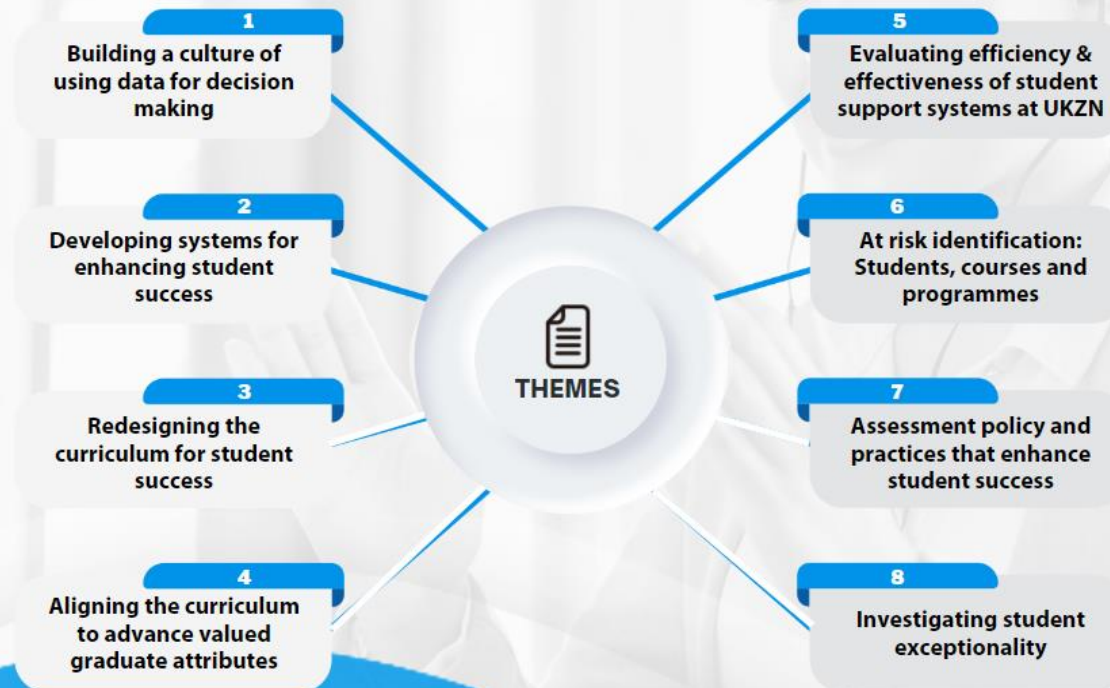 1
Building a culture of
using data for decision
making
2
Developing systems for
enhancing student
success
3
Redesigning the
curriculum for student
success
4
Aligning the curriculum
to advance valued
graduate attributes
THEMES
5
Evaluating efficiency &
effectiveness of student
support systems at UKZN
6
At risk identification:
Students, courses and
programmes
7
Assessment policy and
practices that enhance
student success
8
Investigating student
exceptionality